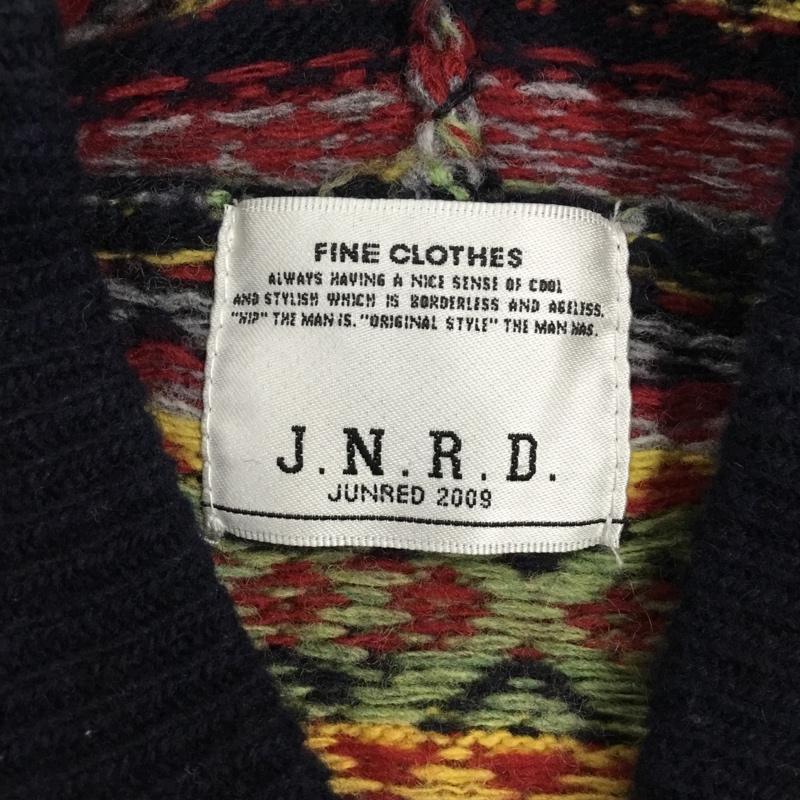 FINE CLOTHES
ALWAYS HAVING A NICE SENSE OF COOL
AND STYLISH WHICH IS BORDERLESS AND AGELESS.
"HIP" THE MAN IS. "ORIGINAL STYLE" THE MAN HAS.
J.N.R.D.
JUNRED 2009